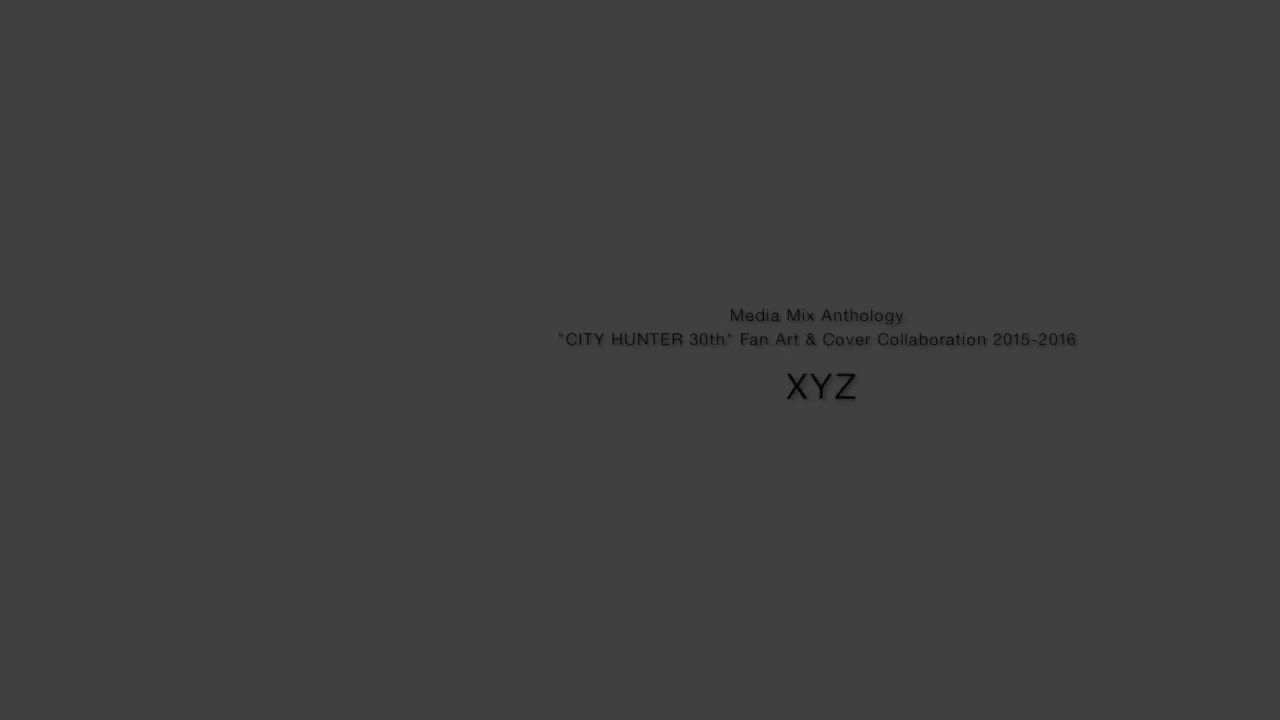 Media Mix Anthology
"CITY HUNTER 30th" Fan Art & Cover Collaboration 2015-2016
XYZ